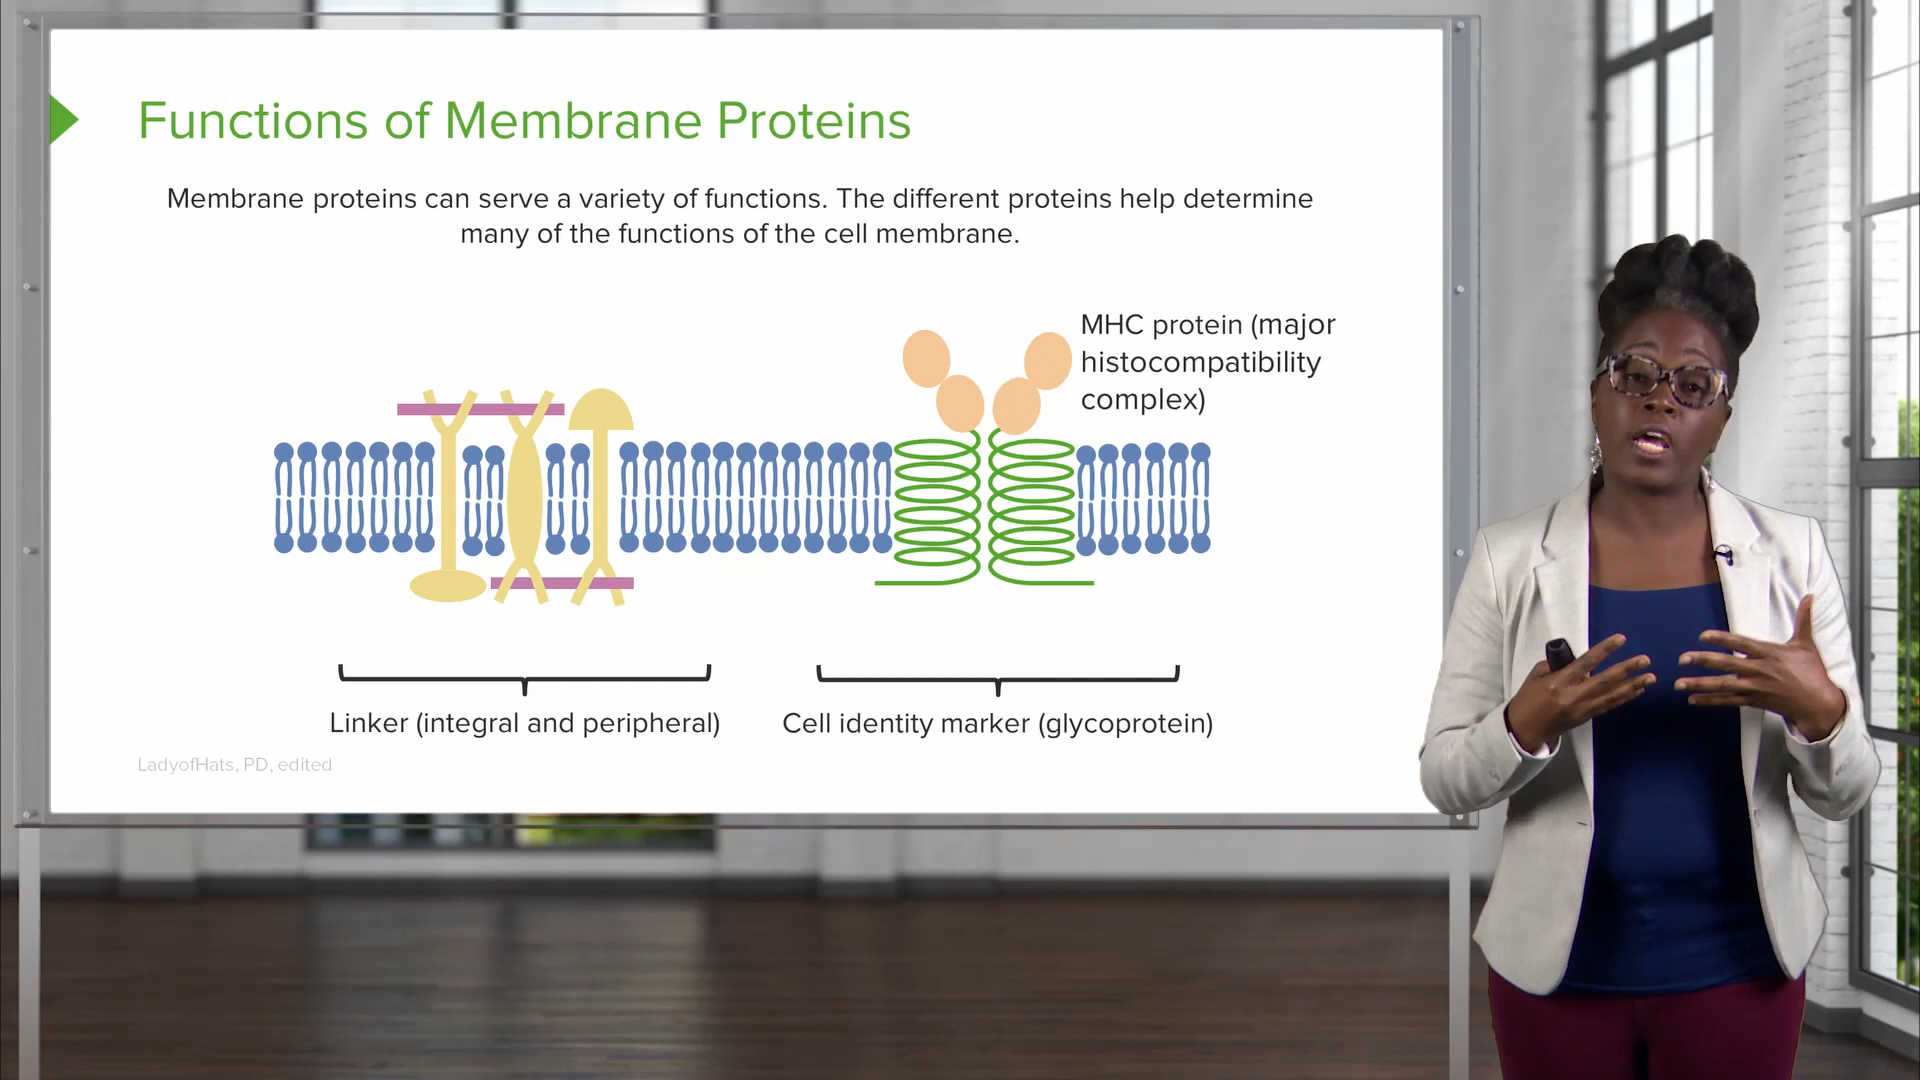 Functions of Membrane Proteins
Membrane proteins can serve a variety of functions. The different proteins help determine
many of the functions of the cell membrane.
MHC protein (major
histocompatibility
complex)
Linker (integral and peripheral)
Cell identity marker (glycoprotein)
LadyofHats, PD, edited